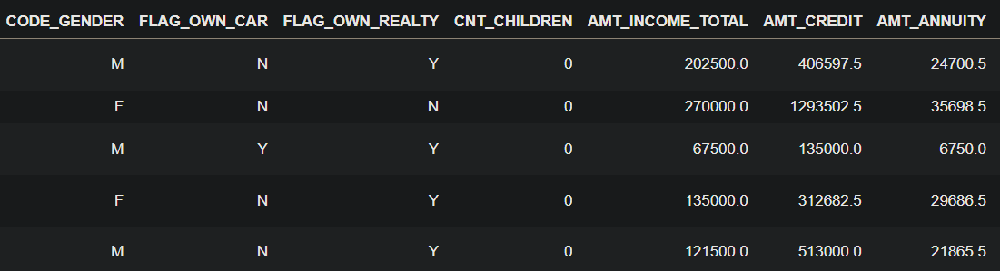 CODE_GENDER FLAG_OWN_CAR FLAG_OWN_REALTY CNT_CHILDREN AMT_INCOME_TOTAL AMT_CREDIT AMT_ANNUITY
M N Y 0 202500.0 406597.5 24700.5
F N N 0 270000.0 1293502.5 35698.5
M Y Y 0 67500.0 135000.0 6750.0
F N Y 0 135000.0 312682.5 29686.5
M N Y 0 121500.0 513000.0 21865.5